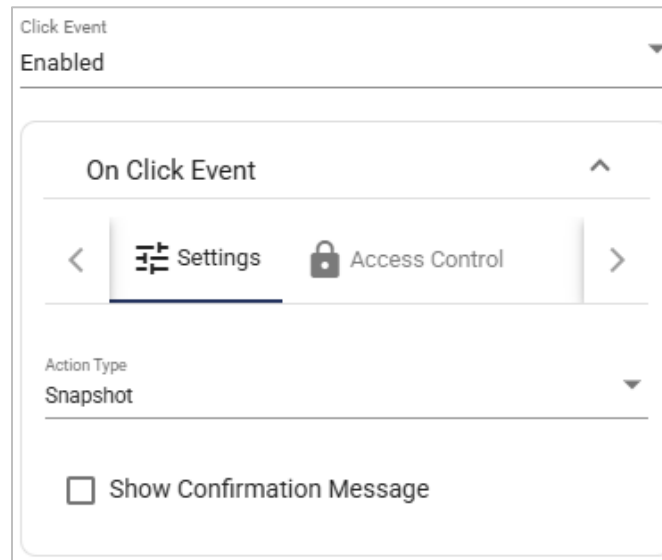 Click Event
Enabled
On Click Event
Settings Access Control
Action Type
Snapshot
Show Confirmation Message